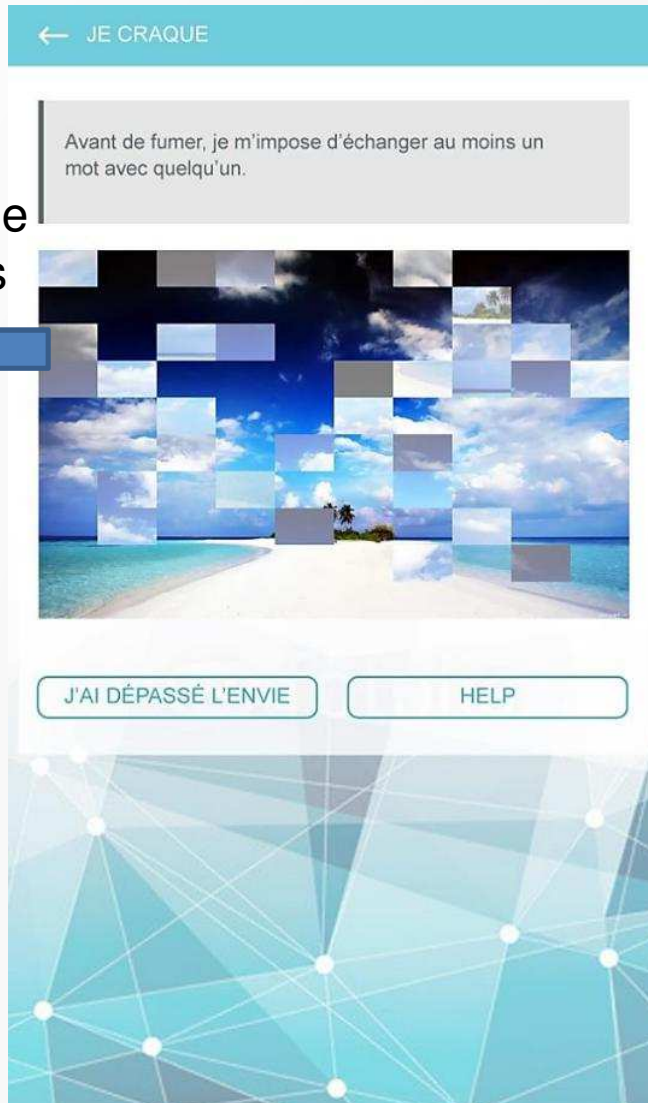 ← JE CRAQUE
Avant de fumer, je m'impose d'échanger au moins un
mot avec quelqu'un.
e
s
J'AI DÉPASSÉ L'ENVIE
HELP